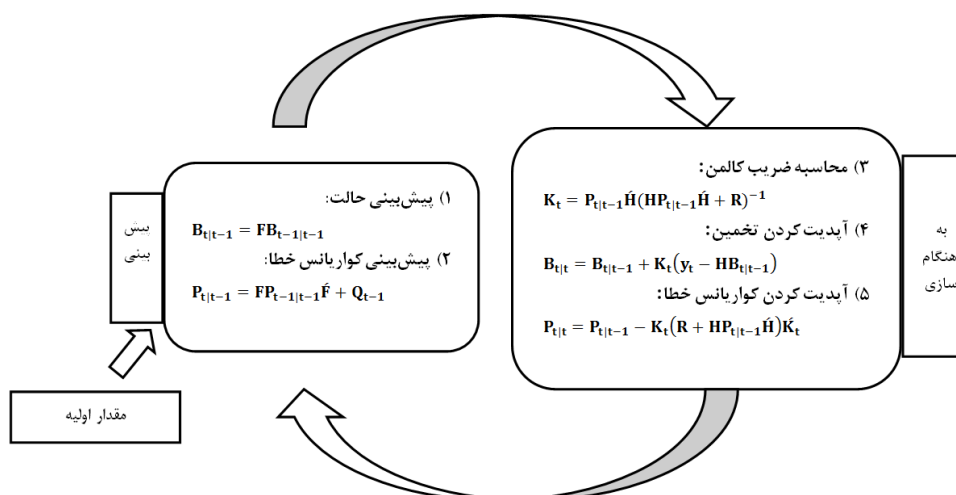 پیش
بینی
مقدار اولیه
۱) پیش‌بینی حالت:
B_{t|t−1} = FB_{t−1|t−1}
۲) پیش‌بینی کواریانس خطا:
P_{t|t−1} = FP_{t−1|t−1}F́ + Q_{t−1}
۳) محاسبه ضریب کالمن:
K_t = P_{t|t−1}H́(HP_{t|t−1}H́ + R)^{−1}
۴) آپدیت کردن تخمین:
B_{t|t} = B_{t|t−1} + K_t(y_t − HB_{t|t−1})
۵) آپدیت کردن کواریانس خطا:
P_{t|t} = P_{t|t−1} − K_t(R + HP_{t|t−1}H́)Ḱ_t
به
هنگام
سازی